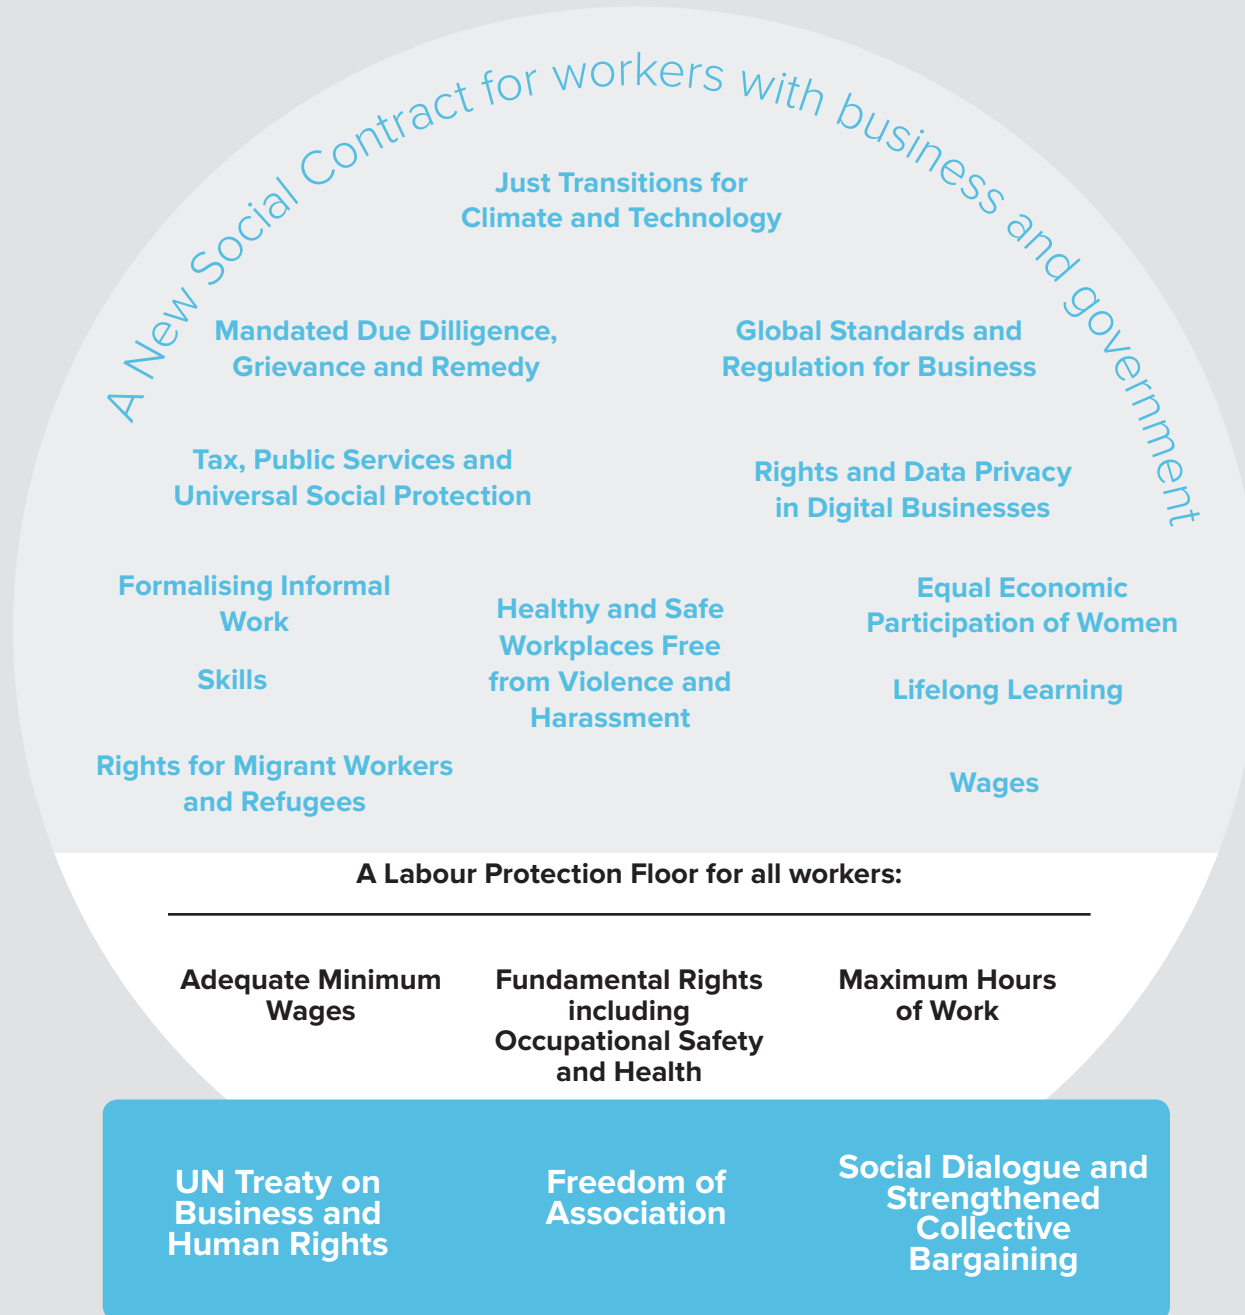 A New Social Contract for workers with business and government
Just Transitions for
Climate and Technology
Mandated Due Dilligence,
Grievance and Remedy
Global Standards and
Regulation for Business
Tax, Public Services and
Universal Social Protection
Rights and Data Privacy
in Digital Businesses
Formalising Informal
Work
Healthy and Safe
Workplaces Free
from Violence and
Harassment
Equal Economic
Participation of Women
Skills
Lifelong Learning
Rights for Migrant Workers
and Refugees
Wages
A Labour Protection Floor for all workers:
Adequate Minimum
Wages
Fundamental Rights
including
Occupational Safety
and Health
Maximum Hours
of Work
UN Treaty on
Business and
Human Rights
Freedom of
Association
Social Dialogue and
Strengthened
Collective
Bargaining